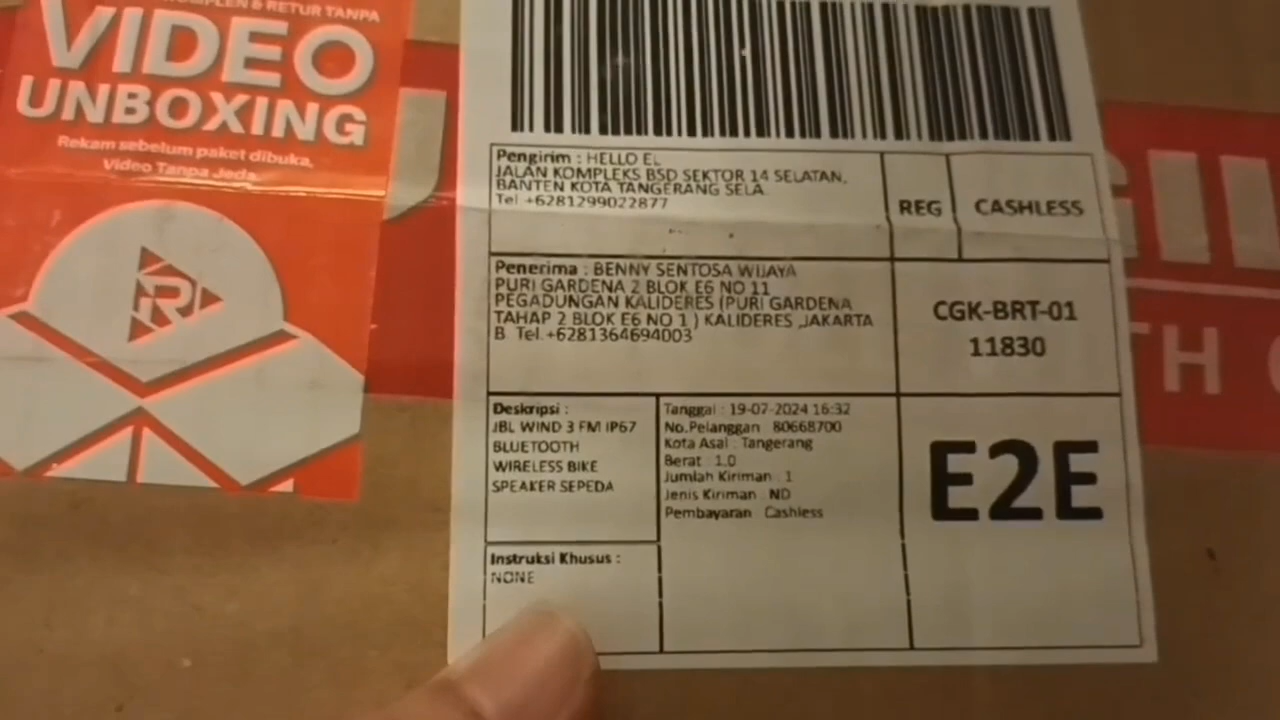 KOMPLEN & RETUR TANPA
VIDEO
UNBOXING
Rekam sebelum paket dibuka,
Video Tanpa Jeda.
R
Pengirim : HELLO EL
JALAN KOMPLEKS BSD SEKTOR 14 SELATAN,
BANTEN KOTA TANGERANG SELA
Tel +6281299022877
REG
CASHLESS
Penerima : BENNY SENTOSA WIJAYA
PURI GARDENA 2 BLOK E6 NO 11
PEGADUNGAN KALIDERES (PURI GARDENA
TAHAP 2 BLOK E6 NO 1 ) KALIDERES ,JAKARTA
B Tel.+6281364694003
CGK-BRT-01
11830
Deskripsi :
JBL WIND 3 FM IP67
BLUETOOTH
WIRELESS BIKE
SPEAKER SEPEDA
Tanggal : 19-07-2024 16:32
No.Pelanggan 80668700
Kota Asal : Tangerang
Berat : 1.0
Jumlah Kiriman : 1
Jenis Kiriman ND
Pembayaran Cashless
E2E
Instruksi Khusus :
NONE
TH